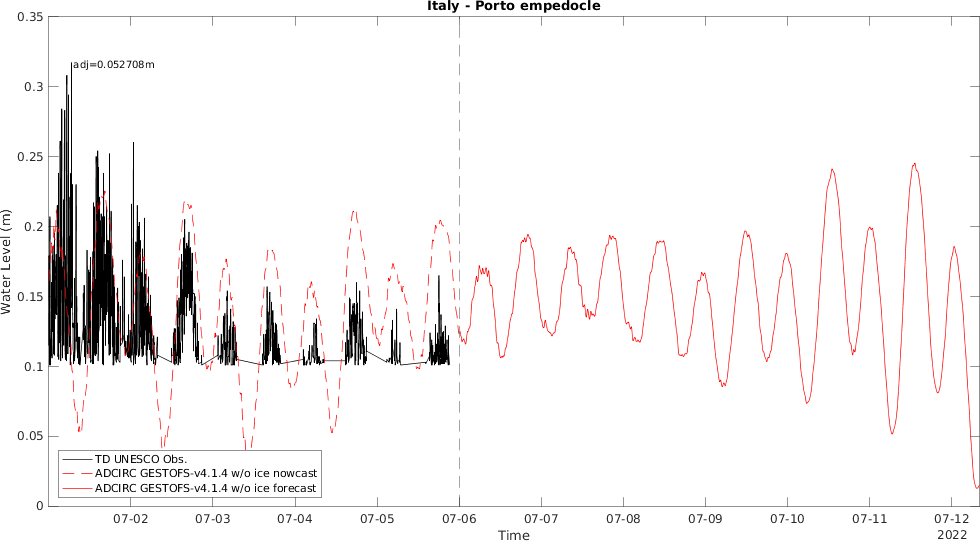 Italy - Porto empedocle
0.35
0.3
0.25
0.2
0.15
0.1
0.05
0
Water Level (m)
adj=0.052708m
TD UNESCO Obs.
ADCIRC GESTOFS-v4.1.4 w/o ice nowcast
ADCIRC GESTOFS-v4.1.4 w/o ice forecast
07-02 07-03 07-04 07-05 07-06 07-07 07-08 07-09 07-10 07-11 07-12
Time
2022